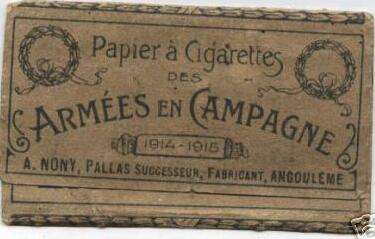 Papier à Cigarettes
DES
ARMÉES EN CAMPAGNE
1914-1915
A. NONY, PALLAS SUCCESSEUR, FABRICANT, ANGOULÊME